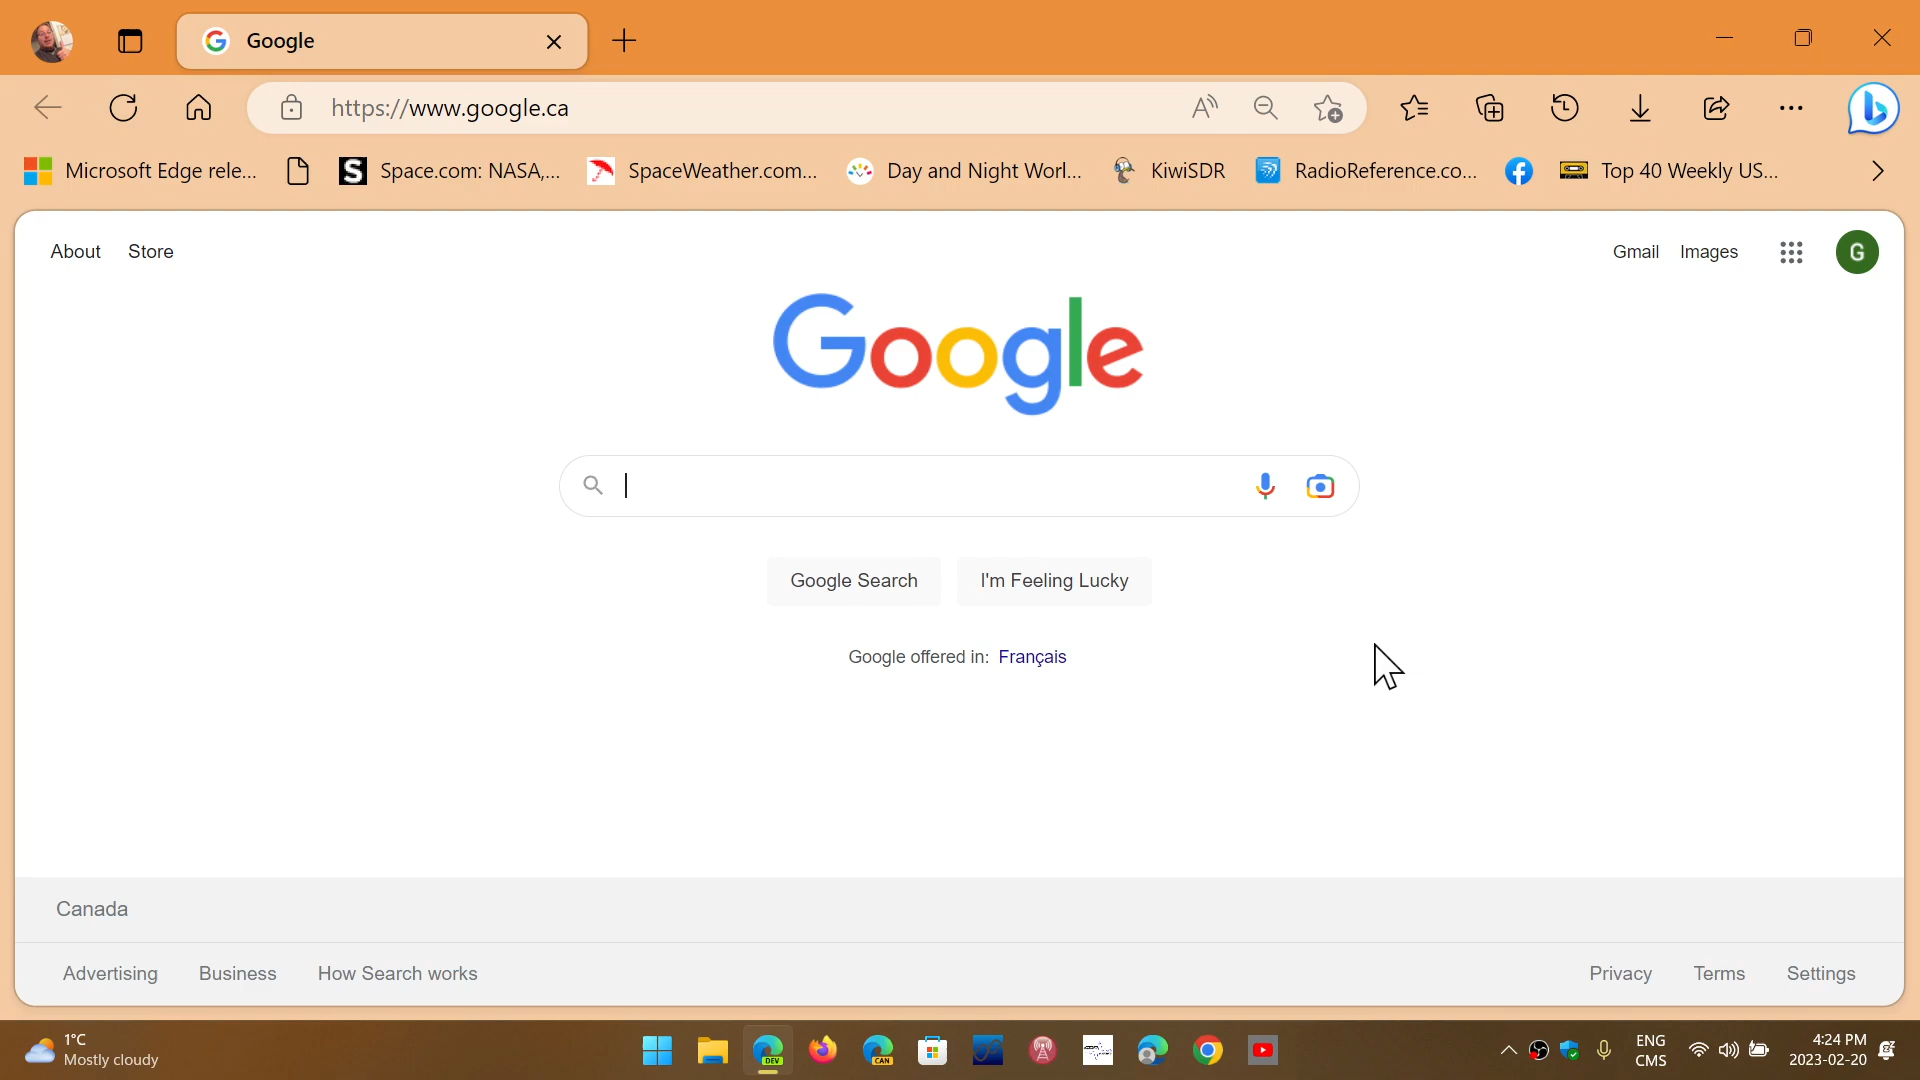 Google
https://www.google.ca
Microsoft Edge rele...
S Space.com: NASA,...
SpaceWeather.com...
Day and Night Worl...
KiwiSDR
RadioReference.co...
Top 40 Weekly US...
About Store
Gmail Images
G
Google
Google Search
I'm Feeling Lucky
Google offered in: Français
Canada
Advertising Business How Search works
Privacy Terms Settings
1°C
Mostly cloudy
DEV
CAN
ENG
CMS
4:24 PM
2023-02-20